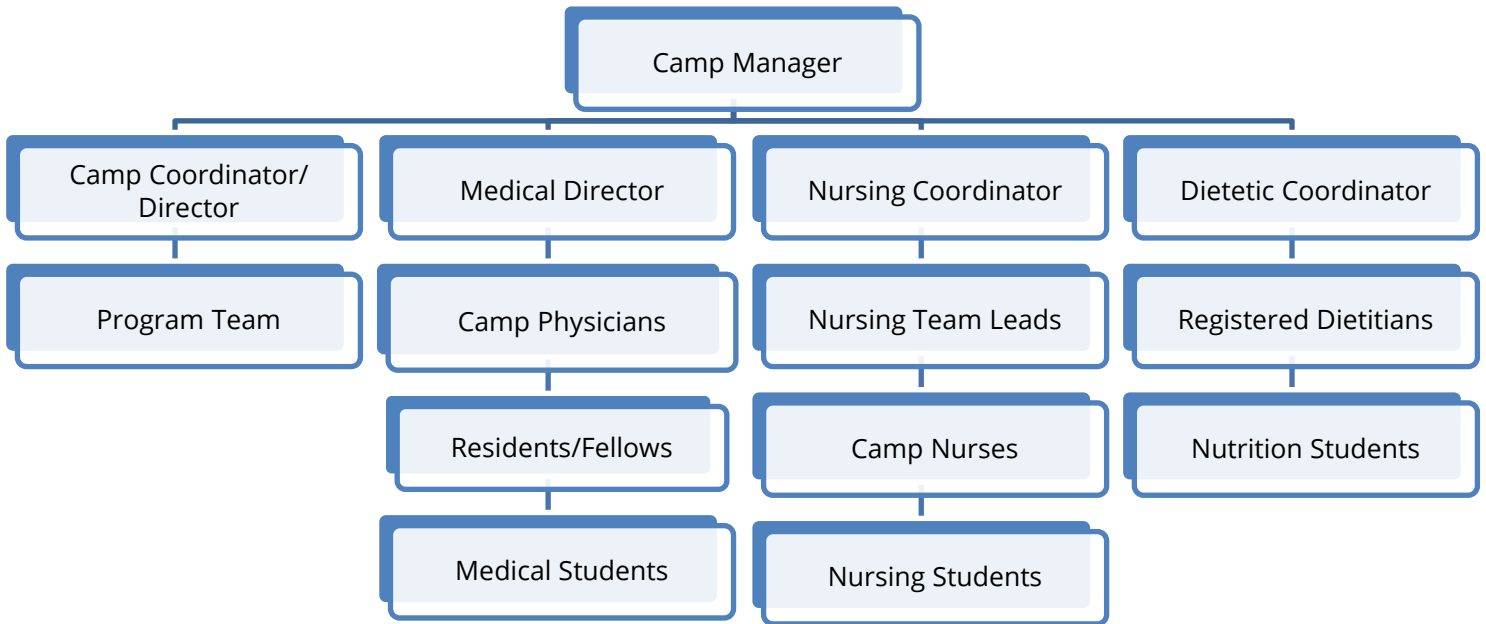 Camp Manager
Camp Coordinator/
Director
Medical Director
Nursing Coordinator
Dietetic Coordinator
Program Team
Camp Physicians
Nursing Team Leads
Registered Dietitians
Residents/Fellows
Camp Nurses
Nutrition Students
Medical Students
Nursing Students